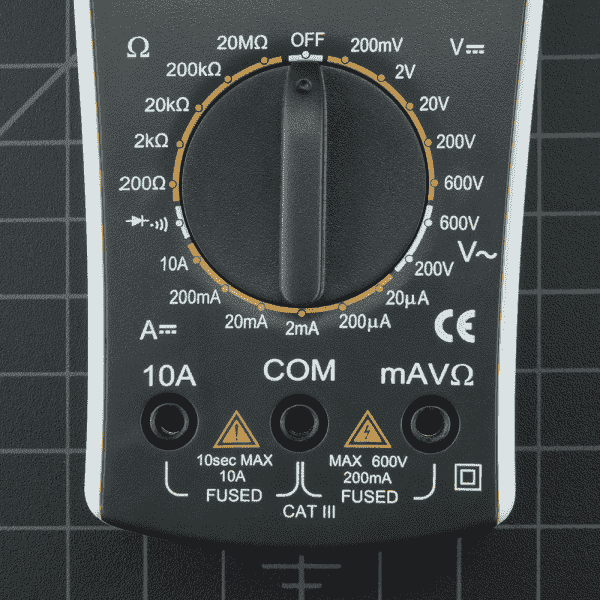 OFF
200mV
V⎓
2V
20V
200V
600V
600V
V~
200V
20µA
200µA
2mA
20mA
200mA
10A
A⎓
200Ω
2kΩ
20kΩ
200kΩ
20MΩ
Ω
CE
10A
COM
mAVΩ
10sec MAX
10A
FUSED
MAX 600V
200mA
FUSED
CAT III